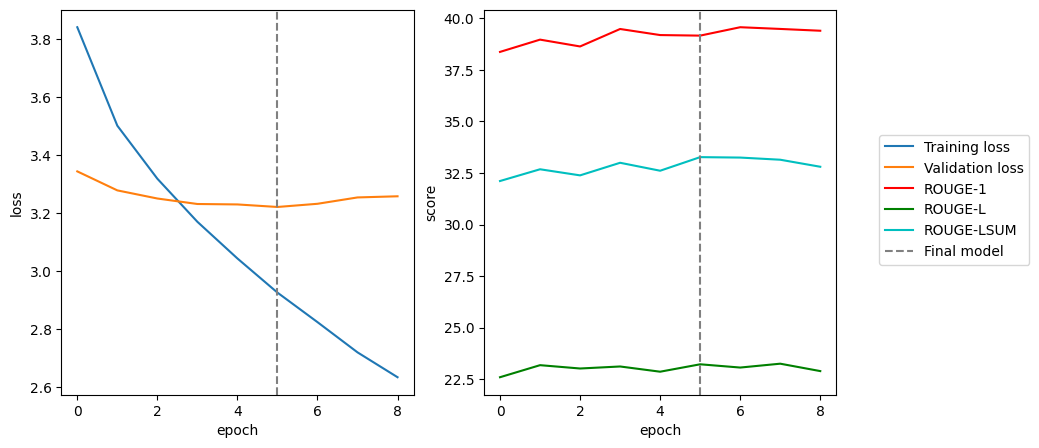 3.8
3.6
3.4
3.2
3.0
2.8
2.6
loss
0 2 4 6 8
epoch
40.0
37.5
35.0
32.5
30.0
27.5
25.0
22.5
score
0 2 4 6 8
epoch
Training loss
Validation loss
ROUGE-1
ROUGE-L
ROUGE-LSUM
Final model